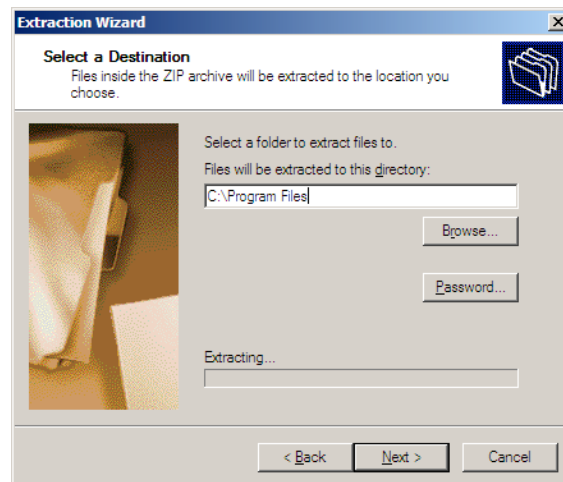 Extraction Wizard
Select a Destination
Files inside the ZIP archive will be extracted to the location you
choose.
Select a folder to extract files to.
Files will be extracted to this directory:
C:\Program Files
Browse...
Password...
Extracting...
< Back
Next >
Cancel